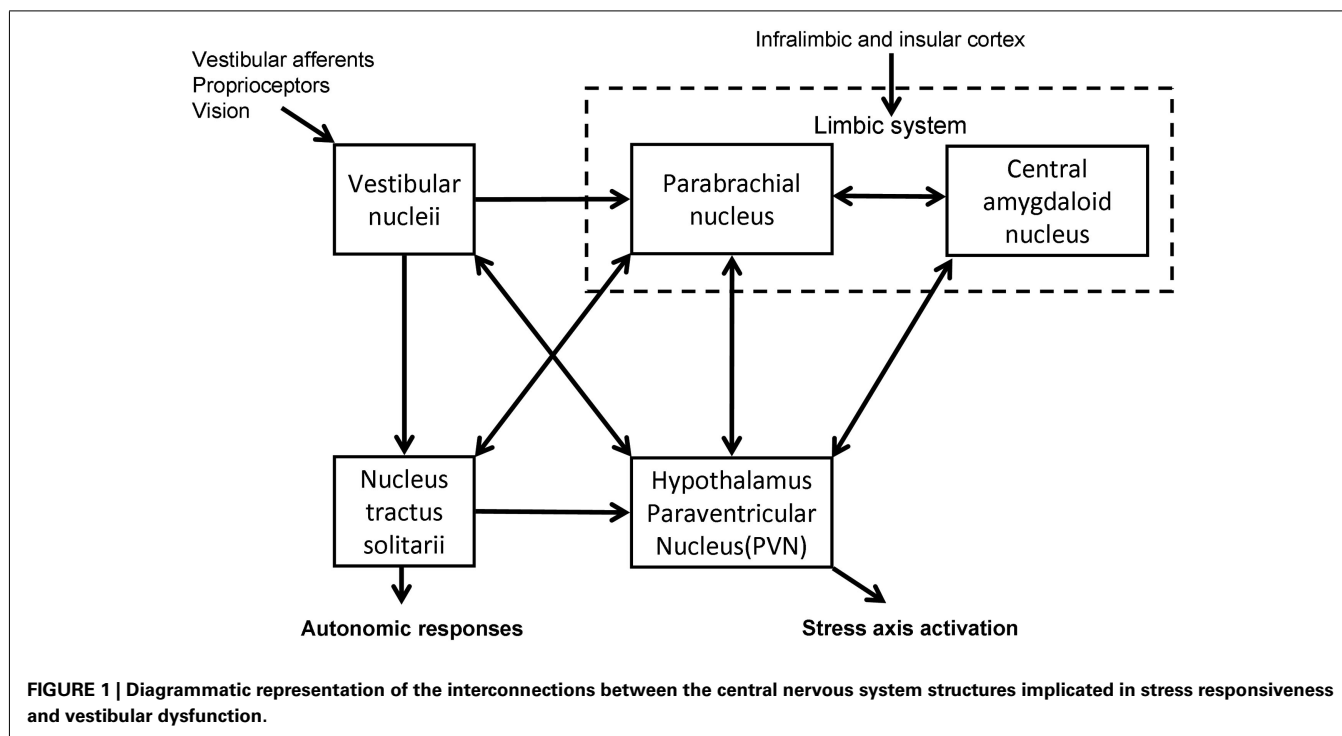 Infralimbic and insular cortex
Vestibular afferents
Proprioceptors
Vision
Limbic system
Vestibular
nucleii
Parabrachial
nucleus
Central
amygdaloid
nucleus
Nucleus
tractus
solitarii
Hypothalamus
Paraventricular
Nucleus(PVN)
Autonomic responses
Stress axis activation
FIGURE 1 | Diagrammatic representation of the interconnections between the central nervous system structures implicated in stress responsiveness
and vestibular dysfunction.